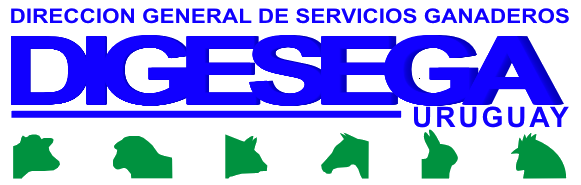 DIRECCION GENERAL DE SERVICIOS GANADEROS
DIGESEGA
URUGUAY